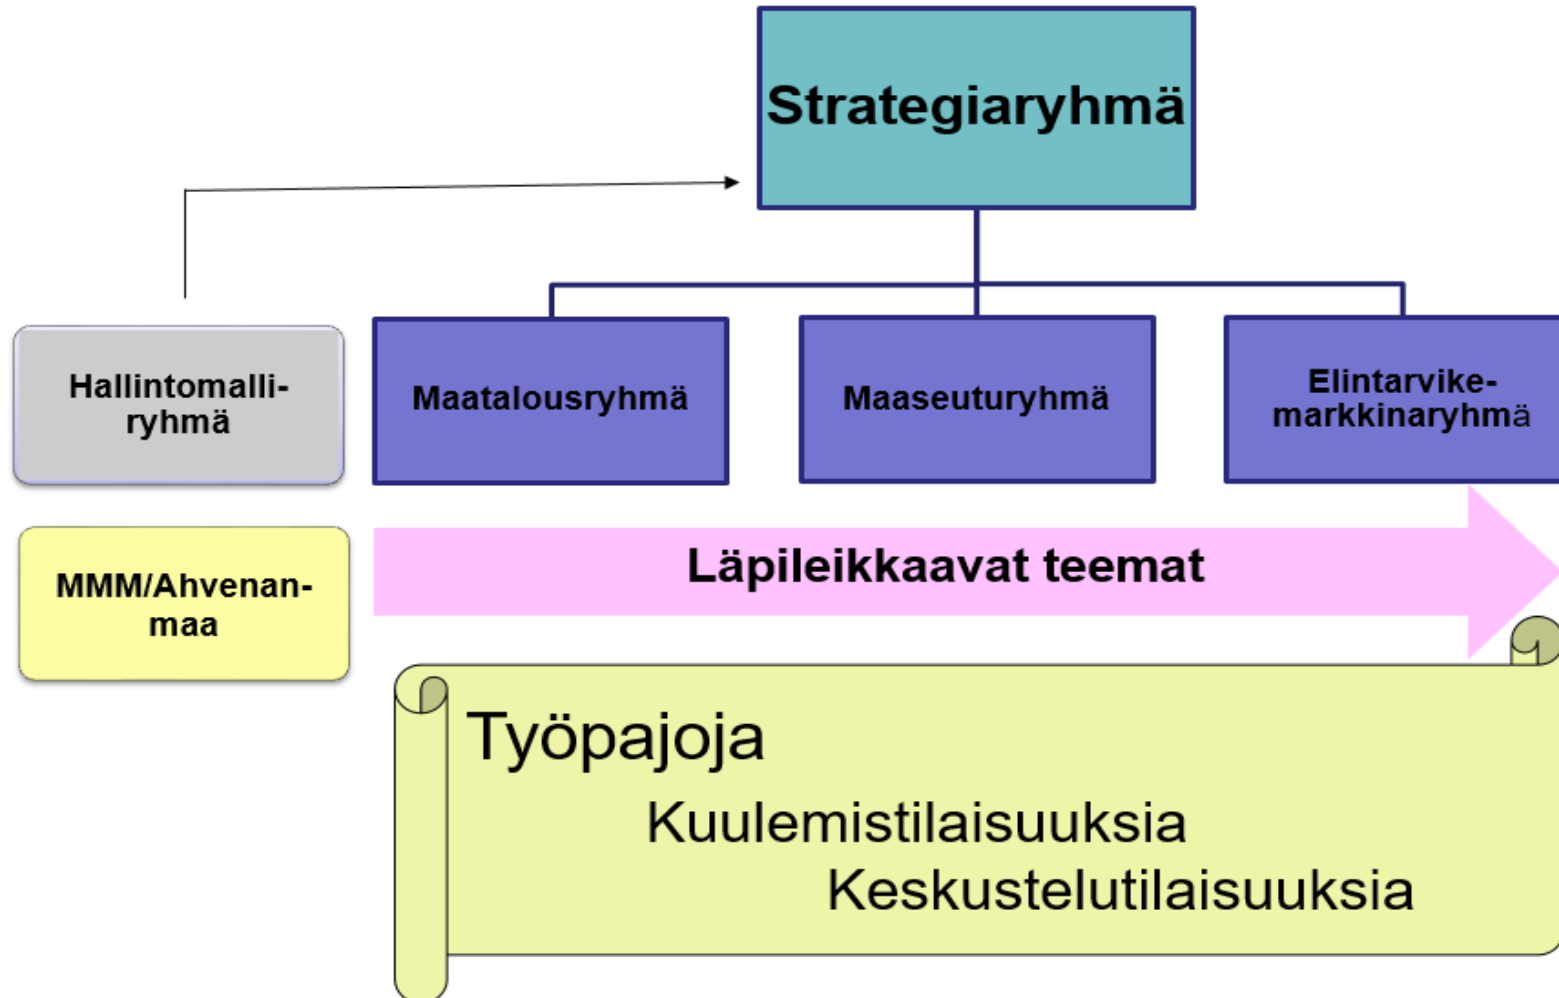 Strategiaryhmä
Hallintomalli-
ryhmä
Maatalousryhmä
Maaseuturyhmä
Elintarvike-
markkinaryhmä
MMM/Ahvenan-
maa
Läpileikkaavat teemat
Työpajoja
Kuulemistilaisuuksia
Keskustelutilaisuuksia